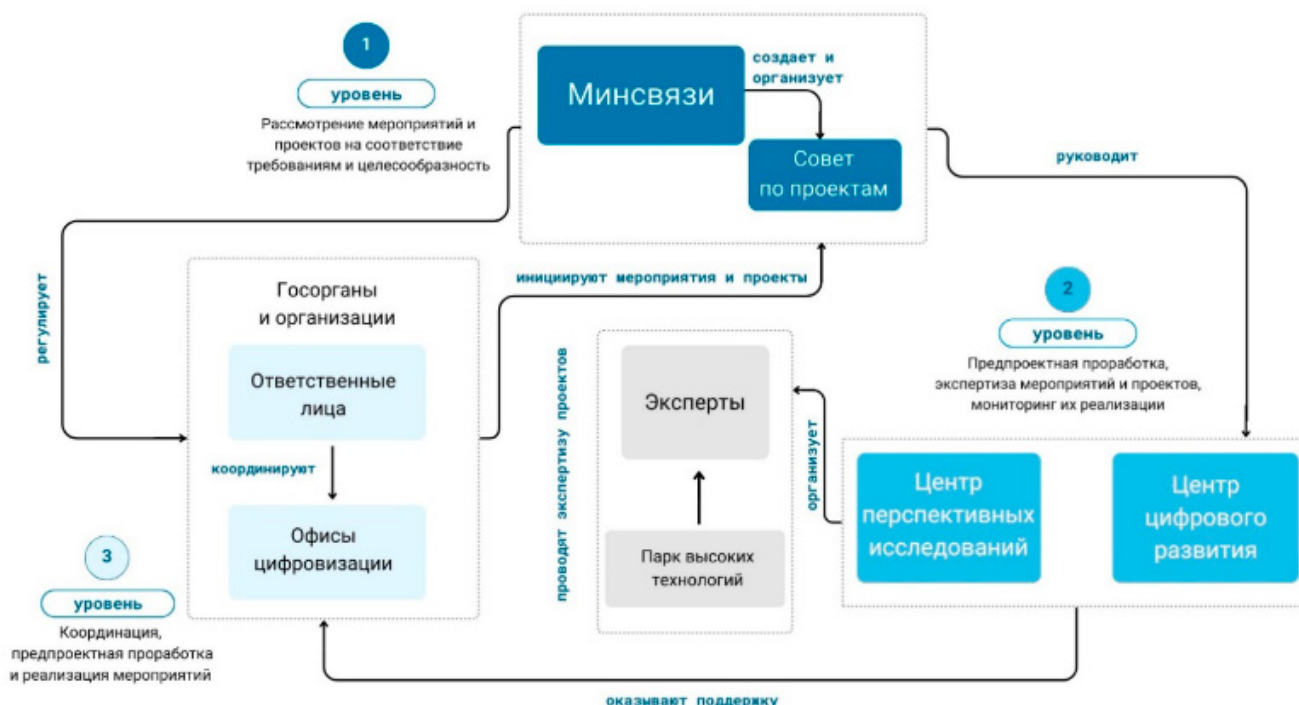 1
уровень
Рассмотрение мероприятий и
проектов на соответствие
требованиям и целесообразность
Минсвязи
создает и
организует
Совет
по проектам
руководит
регулирует
Госорганы
и организации
Ответственные
лица
координируют
Офисы
цифровизации
инициируют мероприятия и проекты
2
уровень
Предпроектная проработка,
экспертиза мероприятий и проектов,
мониторинг их реализации
проводят экспертизу проектов
Эксперты
Парк высоких
технологий
организует
Центр
перспективных
исследований
Центр
цифрового
развития
3
уровень
Координация,
предпроектная проработка
и реализация мероприятий
оказывают поддержку